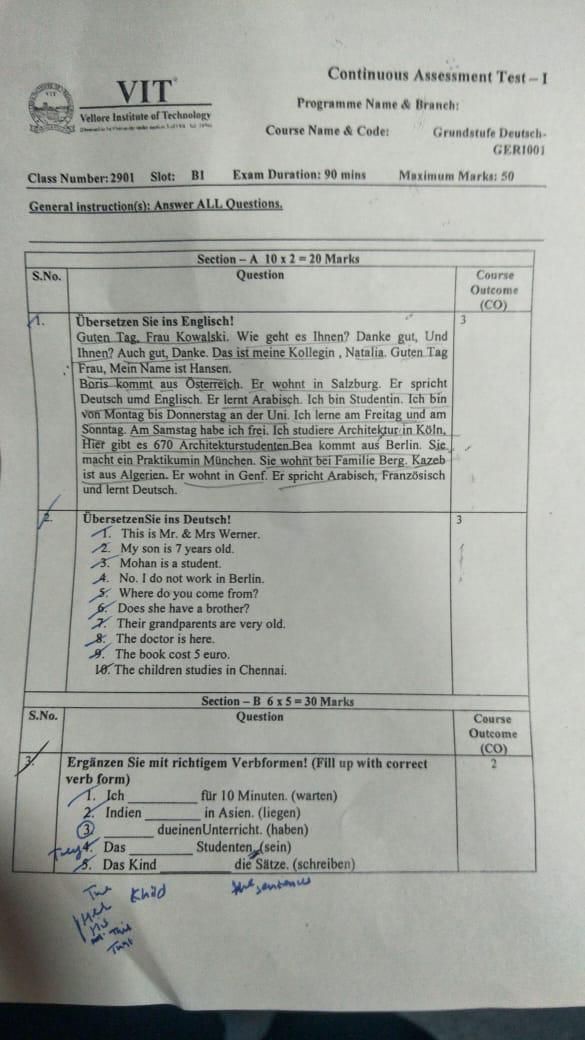 Continuous Assessment Test – I
VIT
Vellore Institute of Technology
Programme Name & Branch:
Course Name & Code: Grundstufe Deutsch-
GER1001
Class Number: 2901 Slot: B1 Exam Duration: 90 mins Maximum Marks: 50
General instruction(s): Answer ALL Questions.
Section – A 10 x 2 = 20 Marks
S.No. Question Course
Outcome
(CO)
1. Übersetzen Sie ins Englisch! 3
Guten Tag, Frau Kowalski. Wie geht es Ihnen? Danke gut, Und
Ihnen? Auch gut, Danke. Das ist meine Kollegin , Natalia. Guten Tag
Frau, Mein Name ist Hansen.
Boris kommt aus Österreich. Er wohnt in Salzburg. Er spricht
Deutsch umd Englisch. Er lernt Arabisch. Ich bin Studentin. Ich bin
von Montag bis Donnerstag an der Uni. Ich lerne am Freitag und am
Sonntag. Am Samstag habe ich frei. Ich studiere Architektur in Köln,
Hier gibt es 670 Architekturstudenten.Bea kommt aus Berlin. Sie
macht ein Praktikumin München. Sie wohnt bei Familie Berg. Kazeb
ist aus Algerien. Er wohnt in Genf. Er spricht Arabisch, Französisch
und lernt Deutsch.
2. ÜbersetzenSie ins Deutsch! 3
1. This is Mr. & Mrs Werner.
2. My son is 7 years old.
3. Mohan is a student.
4. No. I do not work in Berlin.
5. Where do you come from?
6. Does she have a brother?
7. Their grandparents are very old.
8. The doctor is here.
9. The book cost 5 euro.
10. The children studies in Chennai.
Section – B 6 x 5 = 30 Marks
S.No. Question Course
Outcome
(CO)
3. Ergänzen Sie mit richtigem Verbformen! (Fill up with correct 2
verb form)
1. Ich ________ für 10 Minuten. (warten)
2. Indien ________ in Asien. (liegen)
3 ________ dueinenUnterricht. (haben)
They 4. Das ________ Studenten. (sein)
5. Das Kind ________ die Sätze. (schreiben)
The Khild the sentences
Her
His
This